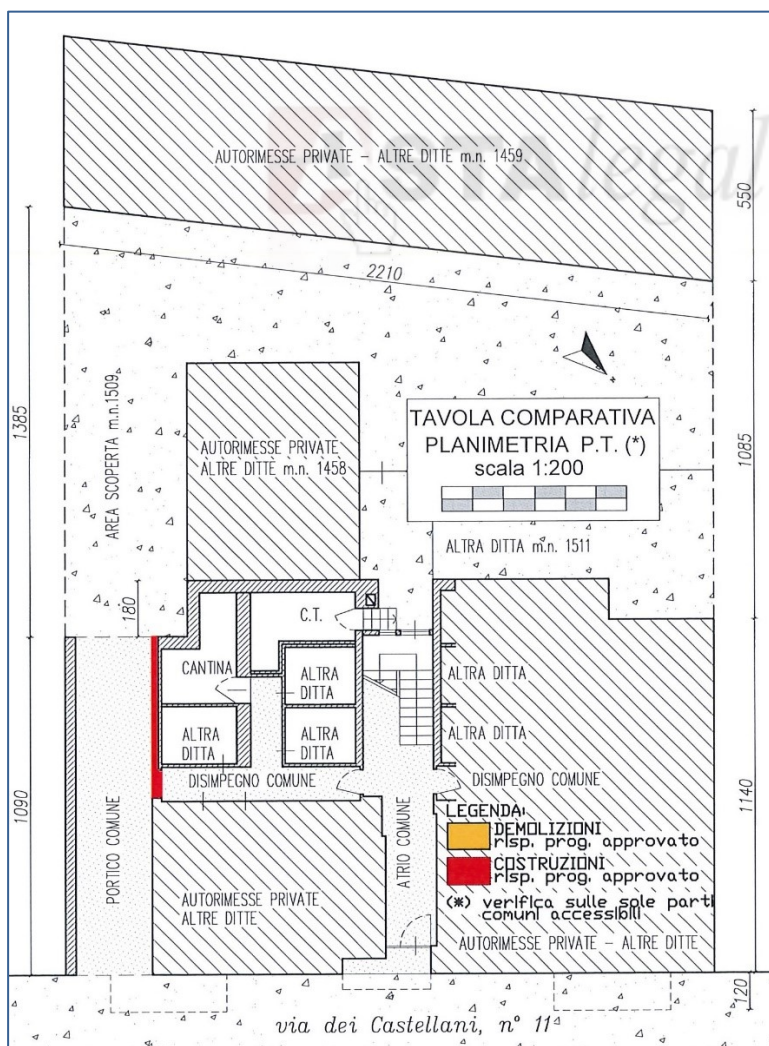 ASTAlegal
AUTORIMESSE PRIVATE - ALTRE DITTE m.n. 1459
550
2210
1385
AREA SCOPERTA m.n.1509
AUTORIMESSE PRIVATE
ALTRE DITTE m.n. 1458
TAVOLA COMPARATIVA
PLANIMETRIA P.T. (*)
scala 1:200
1085
ALTRA DITTA m.n. 1511
180
C.T.
CANTINA
ALTRA
DITTA
ALTRA DITTA
ALTRA
DITTA
ALTRA
DITTA
ALTRA DITTA
DISIMPEGNO COMUNE
DISIMPEGNO COMUNE
1090
PORTICO COMUNE
ATRIO COMUNE
1140
LEGENDA:
DEMOLIZIONI
risp. prog. approvato
COSTRUZIONI
risp. prog. approvato
(*) verifica sulle sole parti
comuni accessibili
AUTORIMESSE PRIVATE
ALTRE DITTE
AUTORIMESSE PRIVATE - ALTRE DITTE
120
via dei Castellani, n° 11